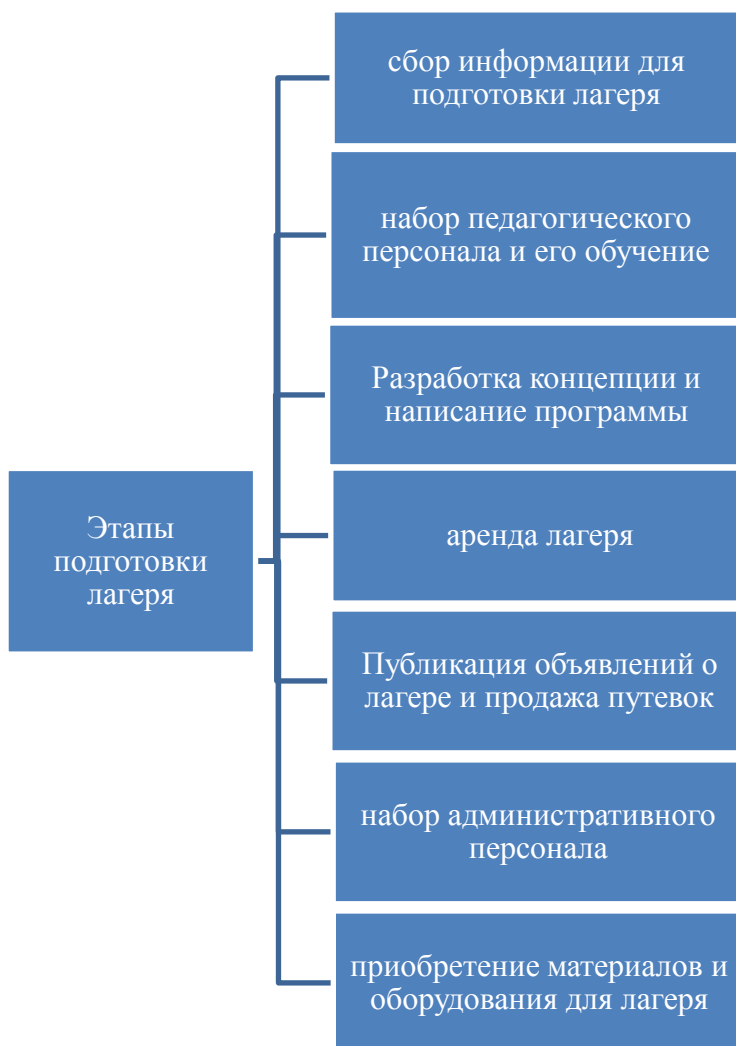 сбор информации для
подготовки лагеря
набор педагогического
персонала и его обучение
Разработка концепции и
написание программы
Этапы
подготовки
лагеря
аренда лагеря
Публикация объявлений о
лагере и продажа путевок
набор административного
персонала
приобретение материалов и
оборудования для лагеря